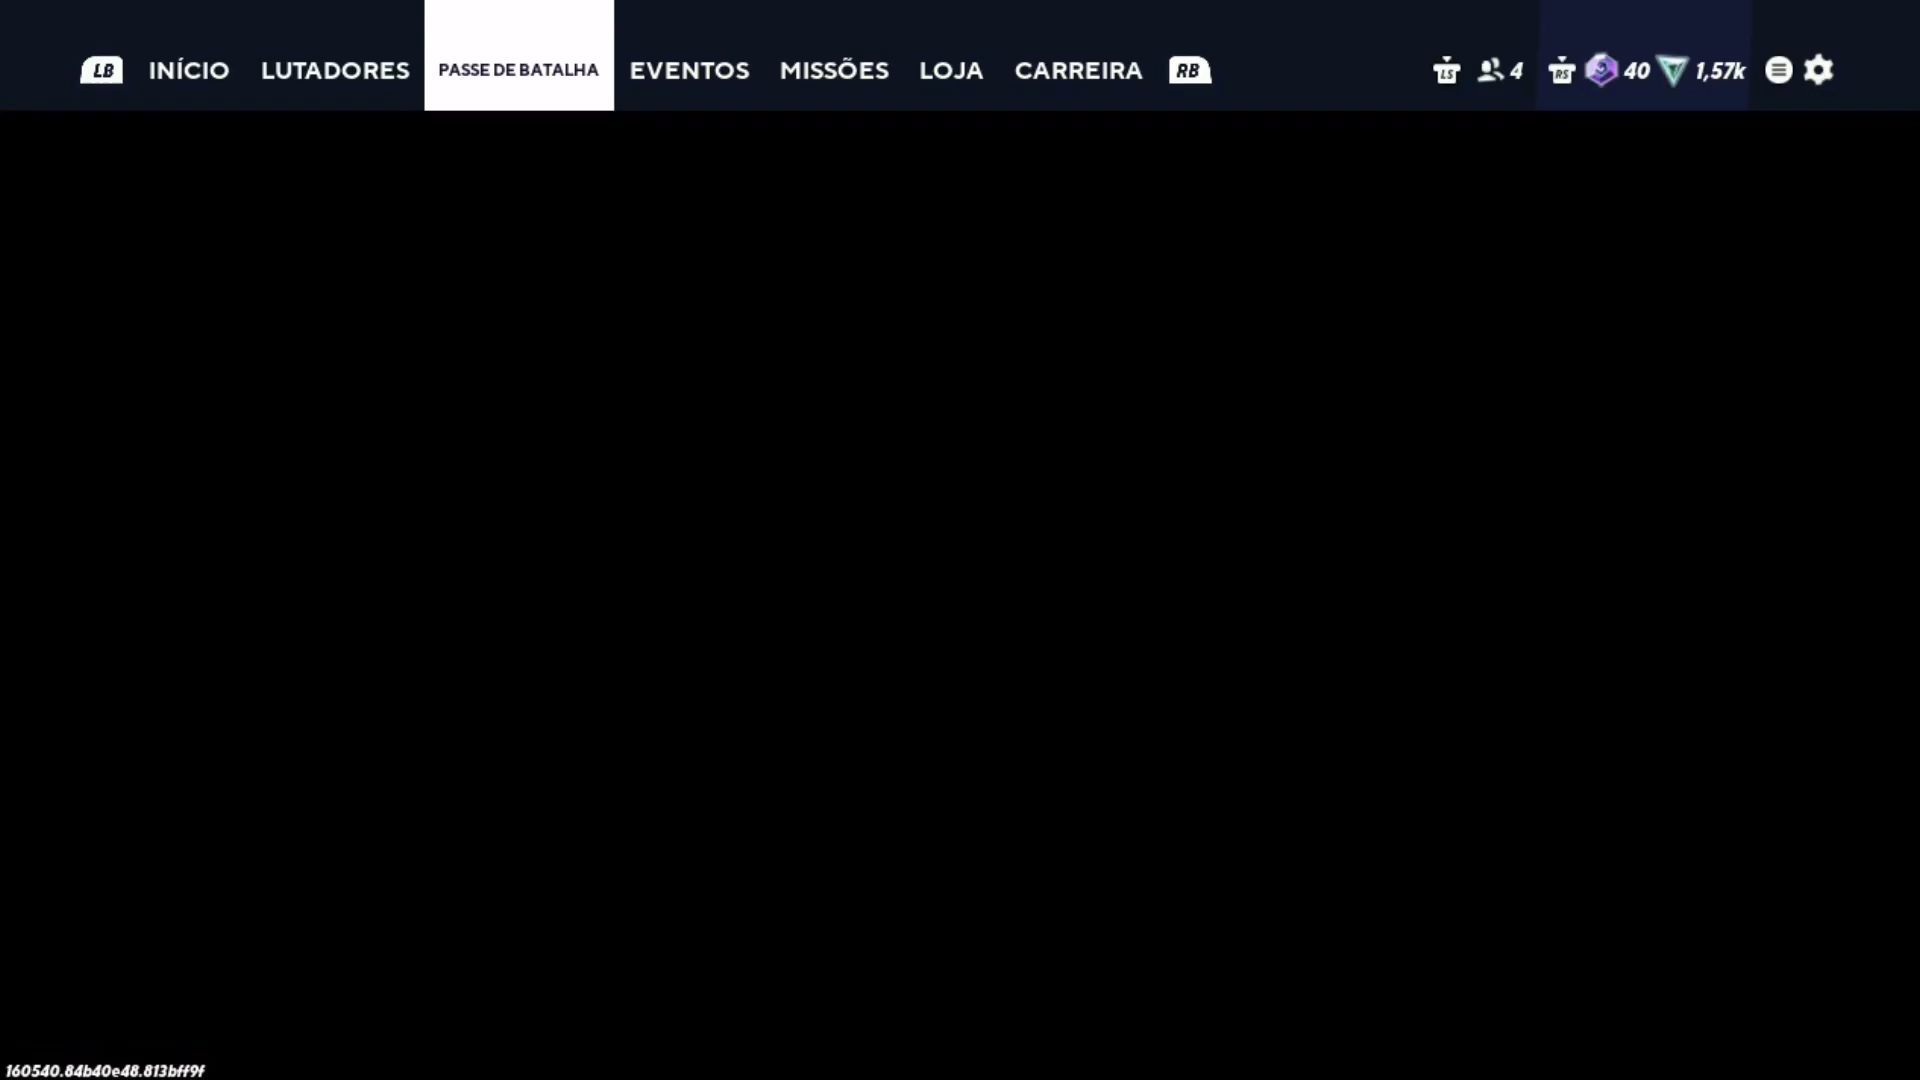 LB INÍCIO LUTADORES PASSE DE BATALHA EVENTOS MISSÕES LOJA CARREIRA RB LS 4 RS 40 1,57k
160540.84b40e48.813bff9f